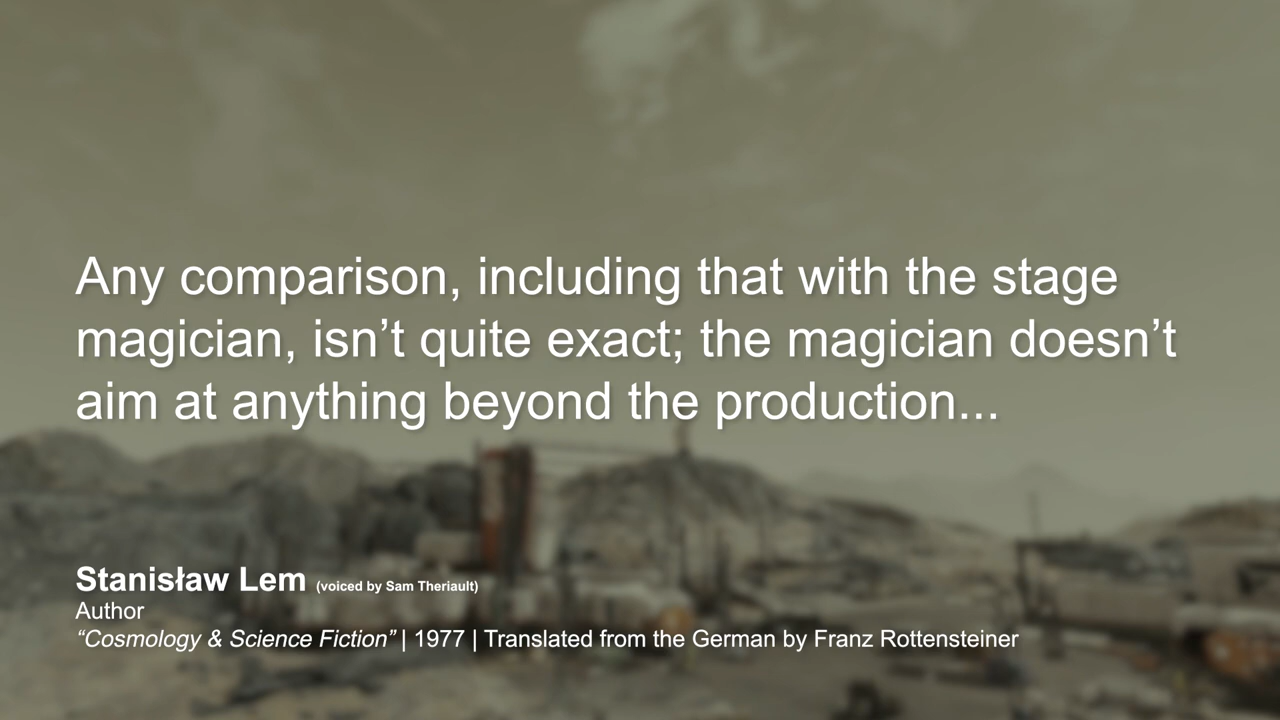 Any comparison, including that with the stage
magician, isn’t quite exact; the magician doesn’t
aim at anything beyond the production...
Stanisław Lem (voiced by Sam Theriault)
Author
“Cosmology & Science Fiction” | 1977 | Translated from the German by Franz Rottensteiner